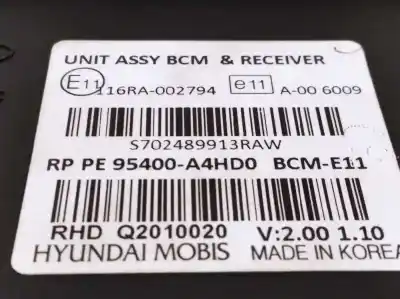 UNIT ASSY BCM & RECEIVER
E11 116RA-002794 e11 A-00 6009
S702489913RAW
RP PE 95400-A4HD0 BCM-E11
RHD Q2010020 V:2.00 1.10
HYUNDAI MOBIS MADE IN KOREA